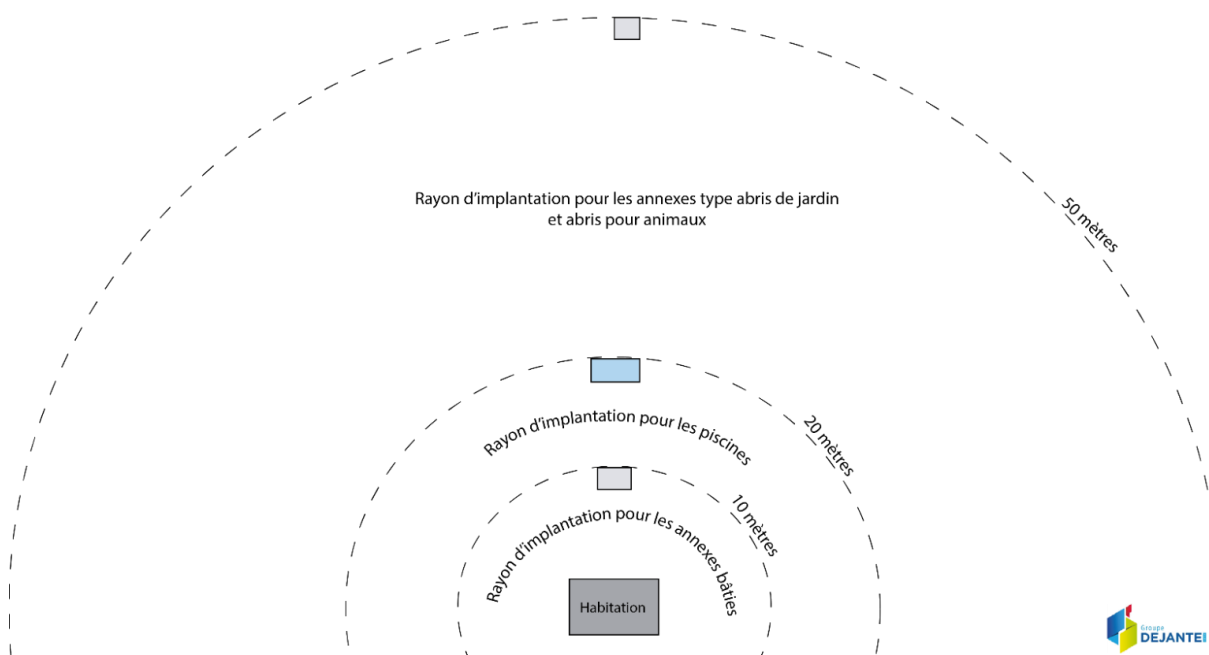 Rayon d'implantation pour les annexes type abris de jardin
et abris pour animaux
50 mètres
Rayon d'implantation pour les piscines
20 mètres
Rayon d'implantation pour les annexes bâties
10 mètres
Habitation
Groupe
DEJANTE